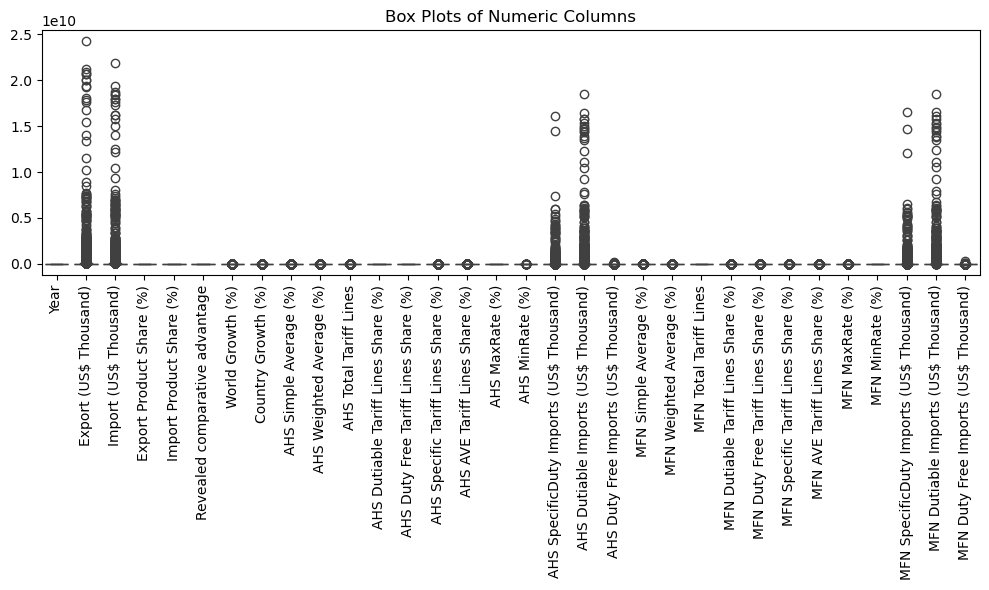 Box Plots of Numeric Columns
1e10
2.5
2.0
1.5
1.0
0.5
0.0
Year
Export (US$ Thousand)
Import (US$ Thousand)
Export Product Share (%)
Import Product Share (%)
Revealed comparative advantage
World Growth (%)
Country Growth (%)
AHS Simple Average (%)
AHS Weighted Average (%)
AHS Total Tariff Lines
AHS Dutiable Tariff Lines Share (%)
AHS Duty Free Tariff Lines Share (%)
AHS Specific Tariff Lines Share (%)
AHS AVE Tariff Lines Share (%)
AHS MaxRate (%)
AHS MinRate (%)
AHS SpecificDuty Imports (US$ Thousand)
AHS Dutiable Imports (US$ Thousand)
AHS Duty Free Imports (US$ Thousand)
MFN Simple Average (%)
MFN Weighted Average (%)
MFN Total Tariff Lines
MFN Dutiable Tariff Lines Share (%)
MFN Duty Free Tariff Lines Share (%)
MFN Specific Tariff Lines Share (%)
MFN AVE Tariff Lines Share (%)
MFN MaxRate (%)
MFN MinRate (%)
MFN SpecificDuty Imports (US$ Thousand)
MFN Dutiable Imports (US$ Thousand)
MFN Duty Free Imports (US$ Thousand)